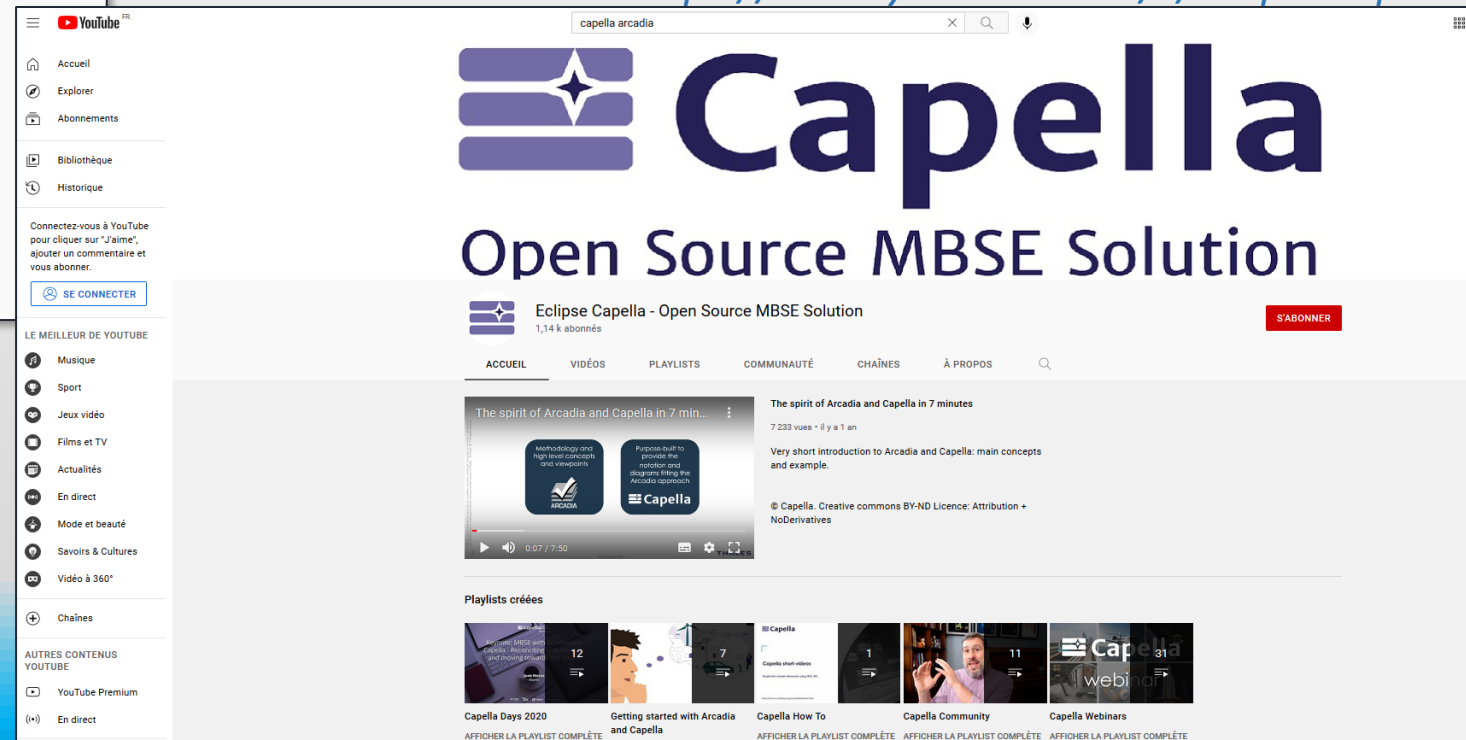 YouTube FR
capella arcadia
Accueil
Explorer
Abonnements
Bibliothèque
Historique
Connectez-vous à YouTube
pour cliquer sur "J'aime",
ajouter un commentaire et
vous abonner.
SE CONNECTER
LE MEILLEUR DE YOUTUBE
Musique
Sport
Jeux vidéo
Films et TV
Actualités
En direct
Mode et beauté
Savoirs & Cultures
Vidéo à 360°
Chaînes
AUTRES CONTENUS
YOUTUBE
YouTube Premium
En direct
Capella
Open Source MBSE Solution
Eclipse Capella - Open Source MBSE Solution
1,14 k abonnés
S'ABONNER
ACCUEIL VIDÉOS PLAYLISTS COMMUNAUTÉ CHAÎNES À PROPOS
The spirit of Arcadia and Capella in 7 min...
Methodology and
high level concepts
and viewpoints
ARCADIA
Purpose-built to
provide the
notation and
diagrams fitting the
Arcadia approach
Capella
0:07 / 7:50
THALES
The spirit of Arcadia and Capella in 7 minutes
7 233 vues • il y a 1 an
Very short introduction to Arcadia and Capella: main concepts
and example.
© Capella. Creative commons BY-ND Licence: Attribution +
NoDerivatives
Playlists créées
12
7
Capella
Capella short videos
1
11
Capella
webinar
31
Capella Days 2020
AFFICHER LA PLAYLIST COMPLÈTE
Getting started with Arcadia
and Capella
Capella How To
AFFICHER LA PLAYLIST COMPLÈTE
Capella Community
AFFICHER LA PLAYLIST COMPLÈTE
Capella Webinars
AFFICHER LA PLAYLIST COMPLÈTE